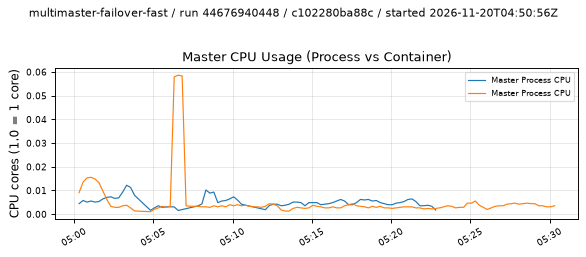 multimaster-failover-fast / run 44676940448 / c102280ba88c / started 2026-11-20T04:50:56Z
Master CPU Usage (Process vs Container)
CPU cores (1.0 = 1 core)
0.06
0.05
0.04
0.03
0.02
0.01
0.00
Master Process CPU
Master Process CPU
05:00
05:05
05:10
05:15
05:20
05:25
05:30